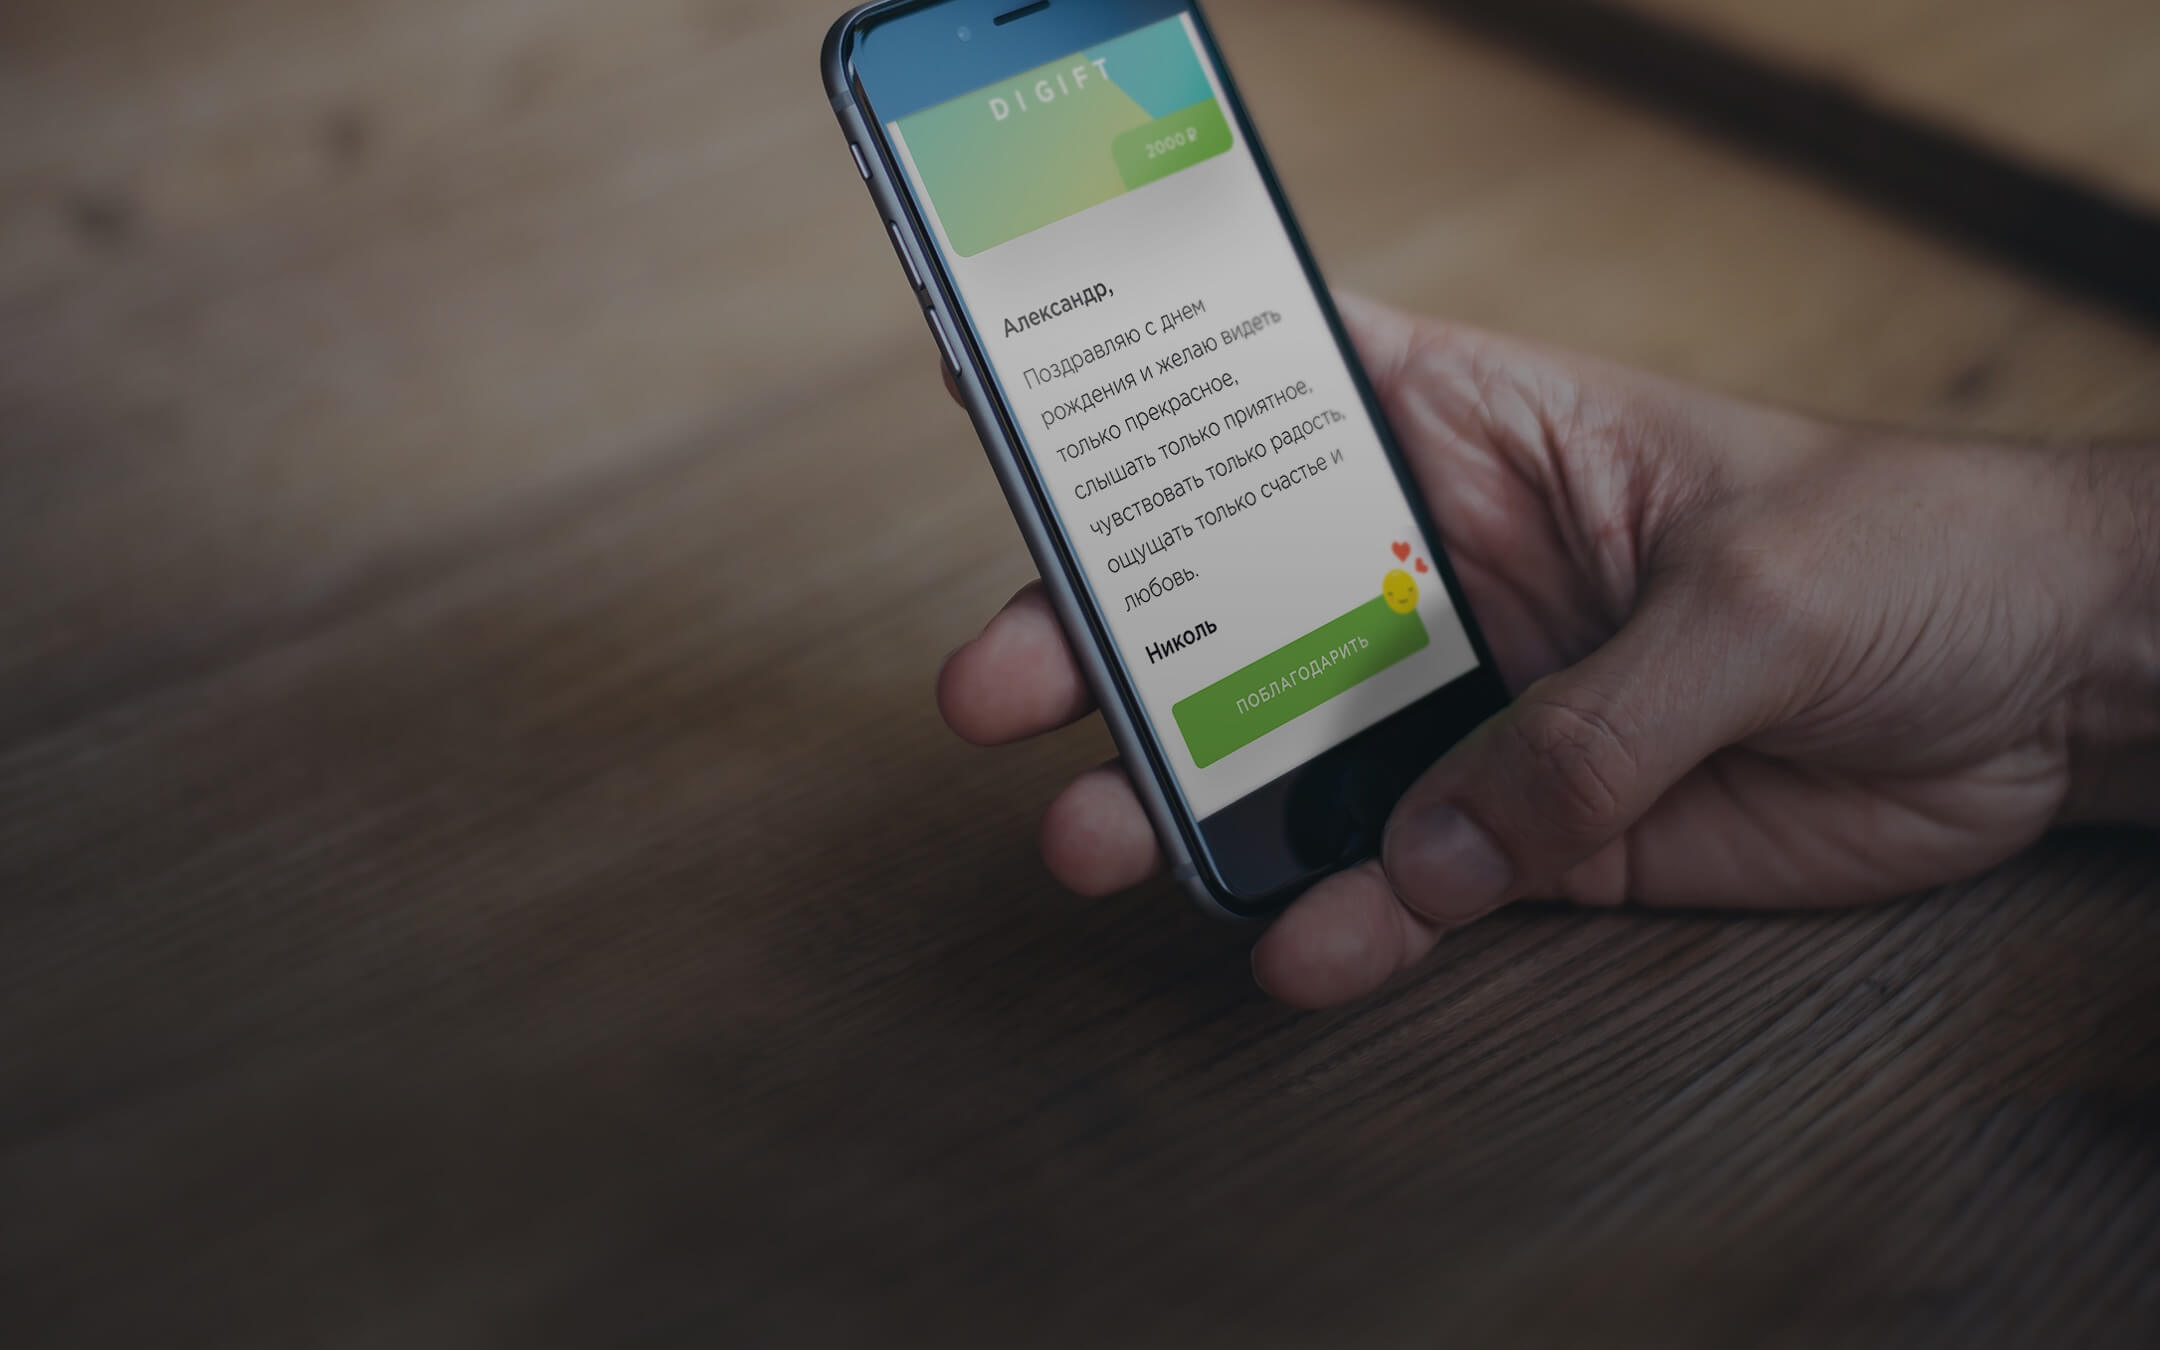 DIGIFT
2000 ₽
Александр,
Поздравляю с днем
рождения и желаю видеть
только прекрасное,
слышать только приятное,
чувствовать только радость,
ощущать только счастье и
любовь.
Николь
ПОБЛАГОДАРИТЬ